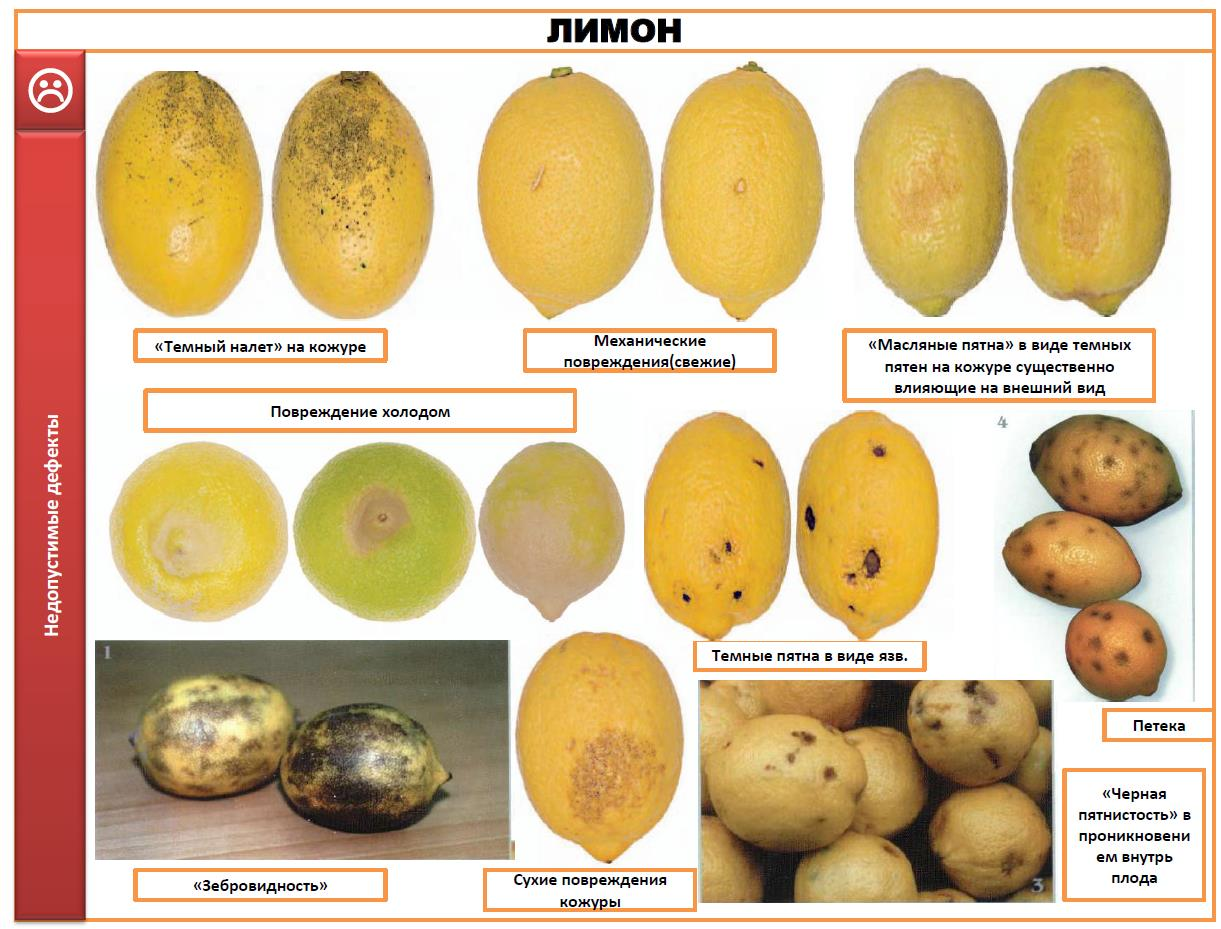 ЛИМОН
Недопустимые дефекты
«Темный налет» на кожуре
Механические
повреждения(свежие)
«Масляные пятна» в виде темных
пятен на кожуре существенно
влияющие на внешний вид
Повреждение холодом
4
Темные пятна в виде язв.
Петека
1
3
«Черная
пятнистость» в
проникновени
ем внутрь
плода
«Зебровидность»
Сухие повреждения
кожуры